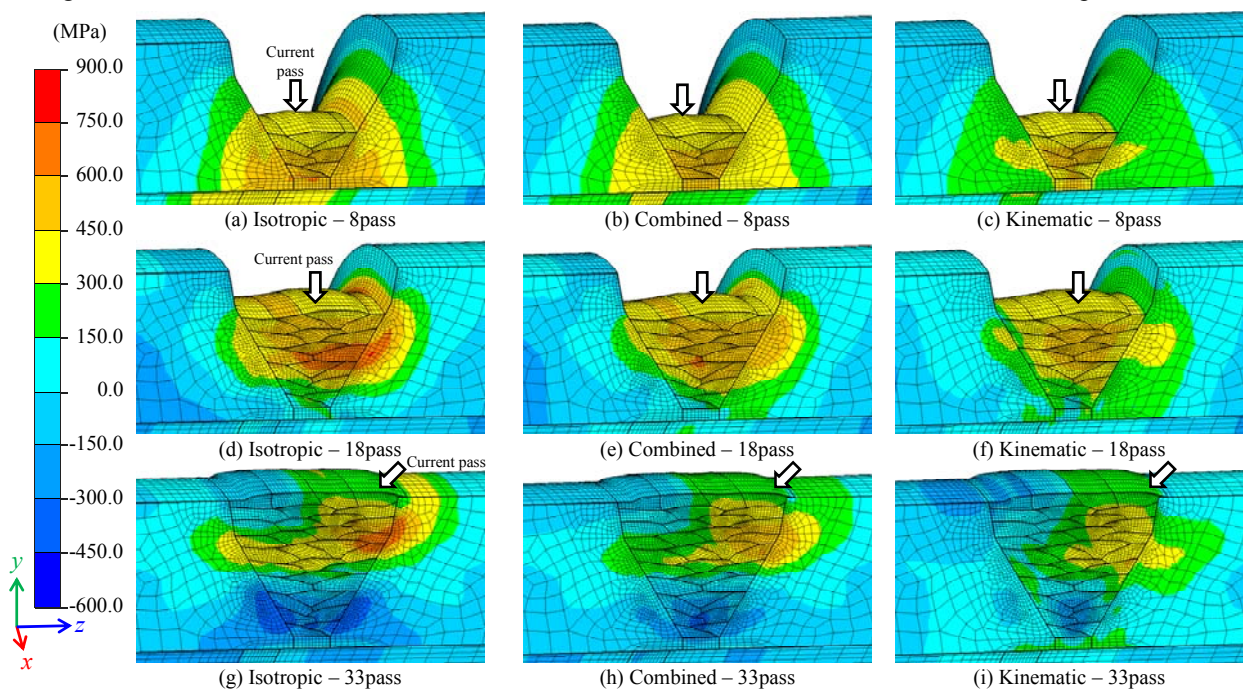 (MPa)
900.0
750.0
600.0
450.0
300.0
150.0
0.0
-150.0
-300.0
-450.0
-600.0
y
z
x
Current
pass
(a) Isotropic – 8pass
(b) Combined – 8pass
(c) Kinematic – 8pass
Current pass
(d) Isotropic – 18pass
(e) Combined – 18pass
(f) Kinematic – 18pass
Current pass
(g) Isotropic – 33pass
(h) Combined – 33pass
(i) Kinematic – 33pass